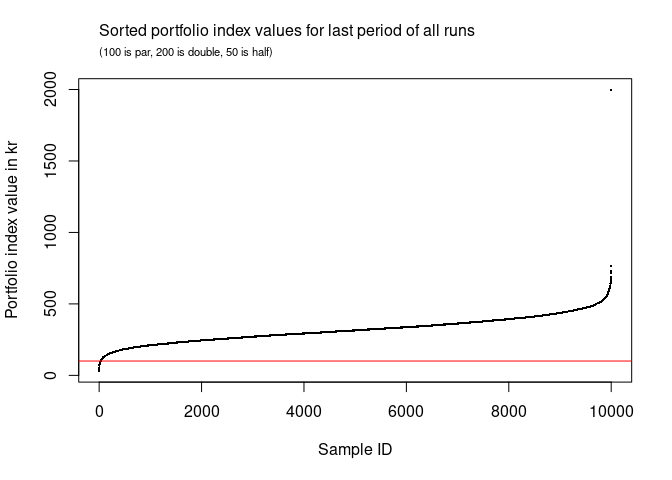 Sorted portfolio index values for last period of all runs
(100 is par, 200 is double, 50 is half)
Portfolio index value in kr
2000
1500
1000
500
0
0 2000 4000 6000 8000 10000
Sample ID